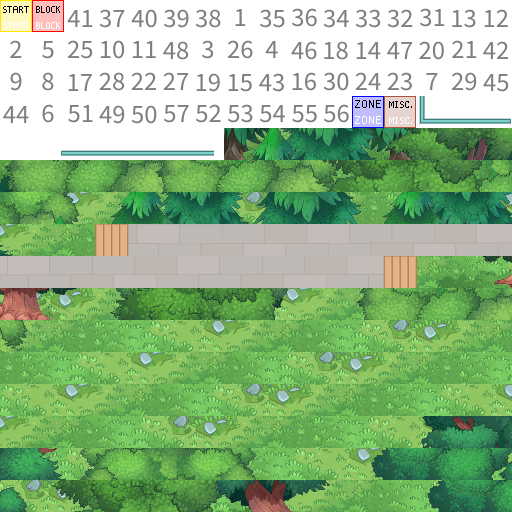 START BLOCK 41 37 40 39 38 1 35 36 34 33 32 31 13 12
START BLOCK
2 5 25 10 11 48 3 26 4 46 18 14 47 20 21 42
9 8 17 28 22 27 19 15 43 16 30 24 23 7 29 45
44 6 51 49 50 57 52 53 54 55 56 ZONE MISC.
ZONE MISC.